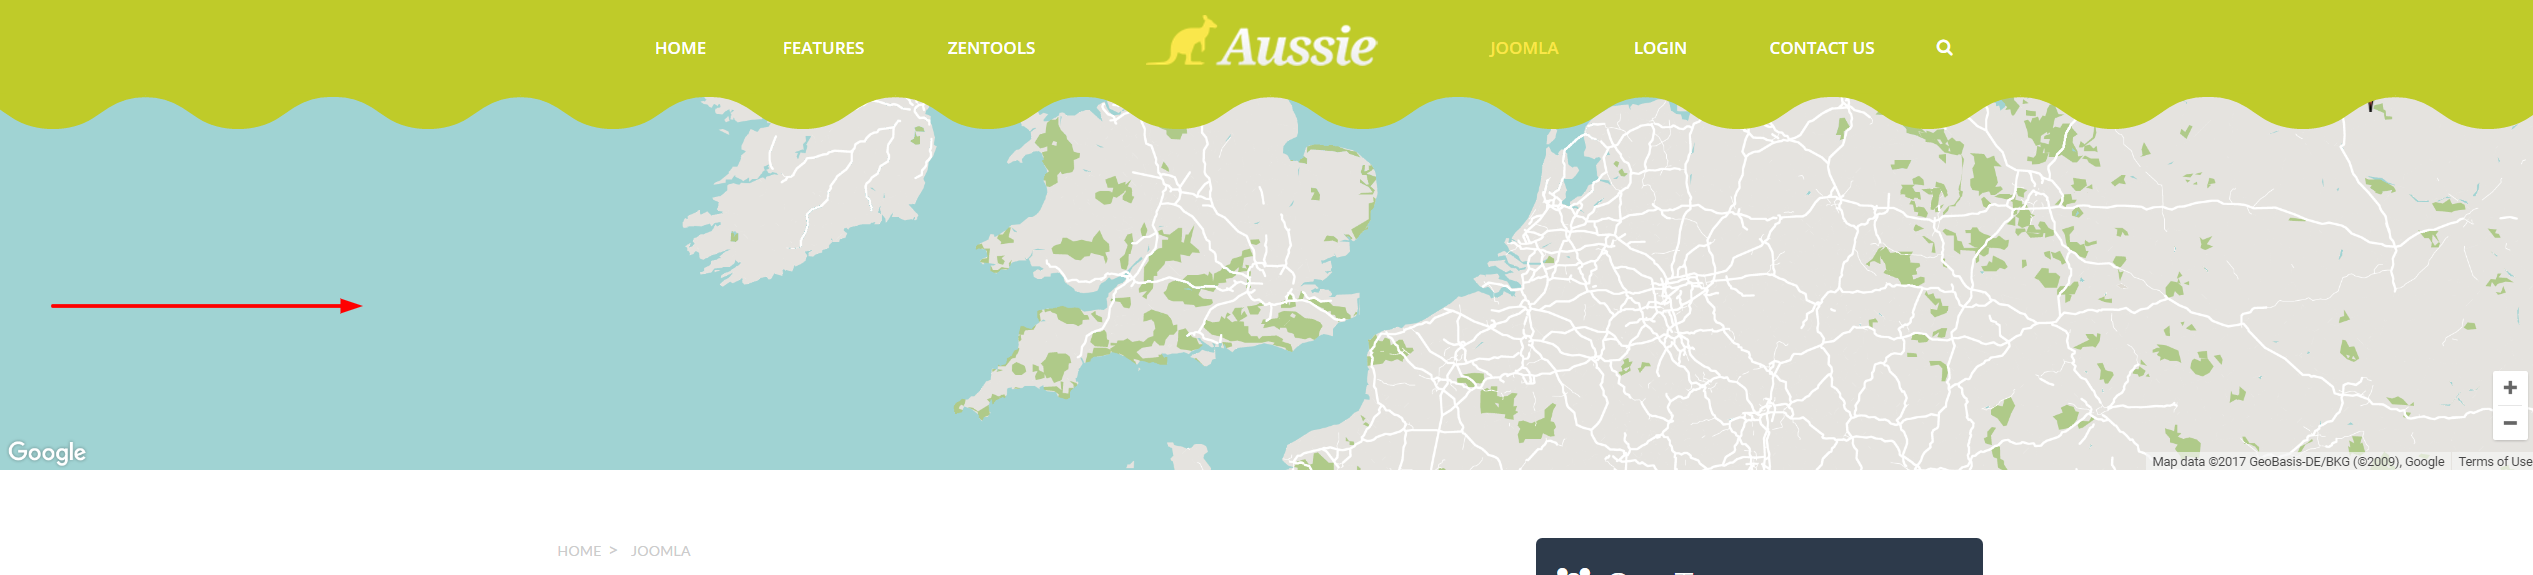 HOME FEATURES ZENTOOLS Aussie JOOMLA LOGIN CONTACT US
Google
Map data ©2017 GeoBasis-DE/BKG (©2009), Google Terms of Use
HOME > JOOMLA